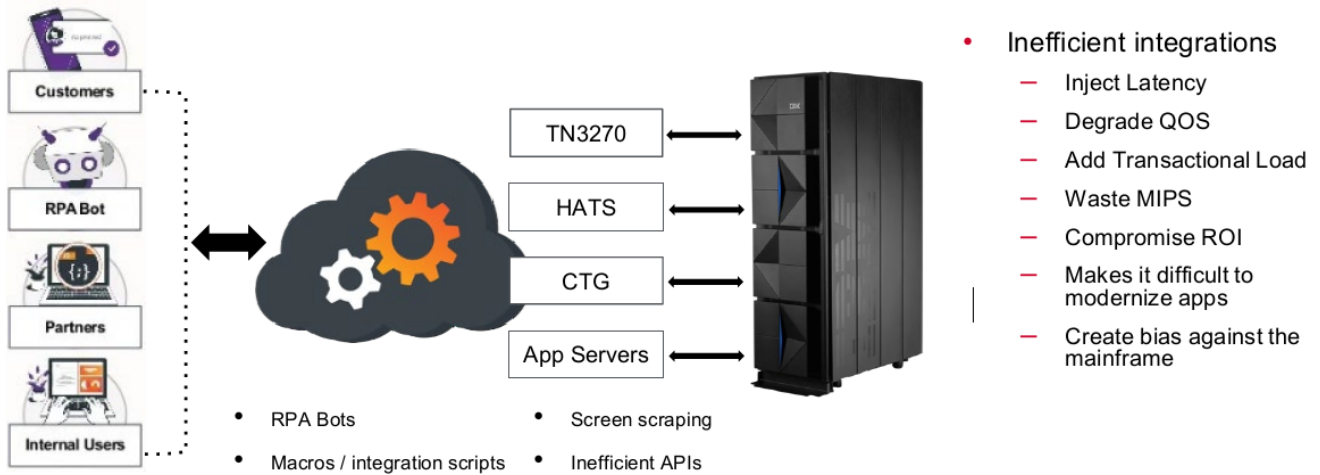 Approved
Customers
RPA Bot
{;}
Partners
Internal Users
TN3270
HATS
CTG
App Servers
IBM
• RPA Bots
• Macros / integration scripts
• Screen scraping
• Inefficient APIs
• Inefficient integrations
— Inject Latency
— Degrade QOS
— Add Transactional Load
— Waste MIPS
— Compromise ROI
— Makes it difficult to
modernize apps
— Create bias against the
mainframe